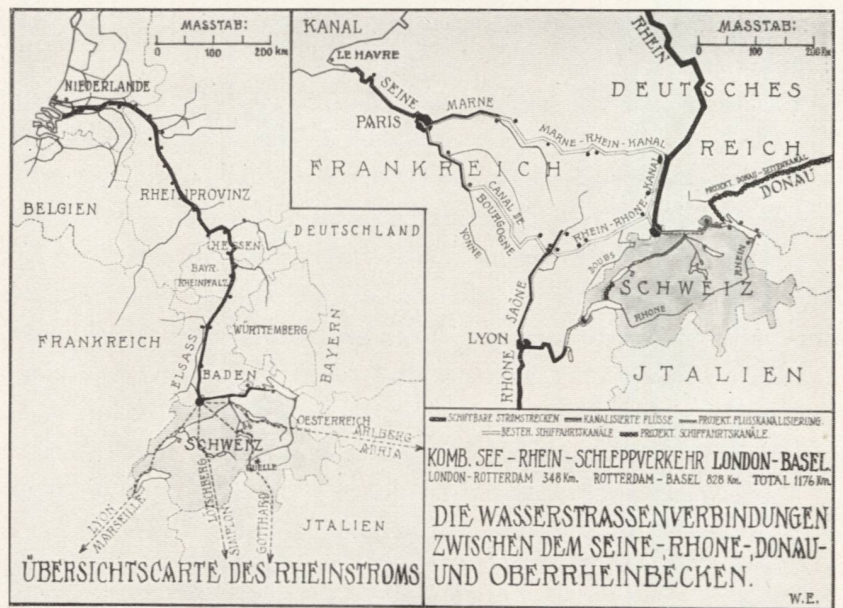 MASSTAB:
0 100 200 km
NIEDERLANDE
RHEINPROVINZ
BELGIEN
HESSEN
DEUTSCHLAND
BAYR.
RHEINPFALZ
FRANKREICH
WÜRTTEMBERG
BAYERN
ELSASS
BADEN
OESTERREICH
ARLBERG
ADRIA
SCHWEIZ
QUELLE
LYON
MARSEILLE
LÖTSCHBERG
SIMPLON
GOTTHARD
JTALIEN
ÜBERSICHTSCARTE DES RHEINSTROMS
KANAL
LE HAVRE
SEINE
PARIS
MARNE
MARNE-RHEIN-KANAL
RHEIN
MASSTAB:
0 100 200 Km
DEUTSCHES
REICH
FRANKREICH
PROJEKT. DONAU-SEITENKANAL
DONAU
CANAL DE
BOURGOGNE
YONNE
RHEIN-RHONE-KANAL
DOUBS
SCHWEIZ
RHEIN
RHONE
SAÔNE
LYON
RHONE
JTALIEN
SCHIFFBARE STROMSTRECKEN KANALISIERTE FLÜSSE PROJEKT. FLUSSKANALISIERUNG.
BESTEH. SCHIFFAHRTSKANÄLE PROJEKT. SCHIFFAHRTSKANÄLE
KOMB. SEE-RHEIN-SCHLEPPVERKEHR LONDON-BASEL.
LONDON-ROTTERDAM 348 Km. ROTTERDAM-BASEL 828 Km. TOTAL 1176 Km.
DIE WASSERSTRASSENVERBINDUNGEN
ZWISCHEN DEM SEINE-, RHONE-, DONAU-
UND OBERRHEINBECKEN.
W.E.